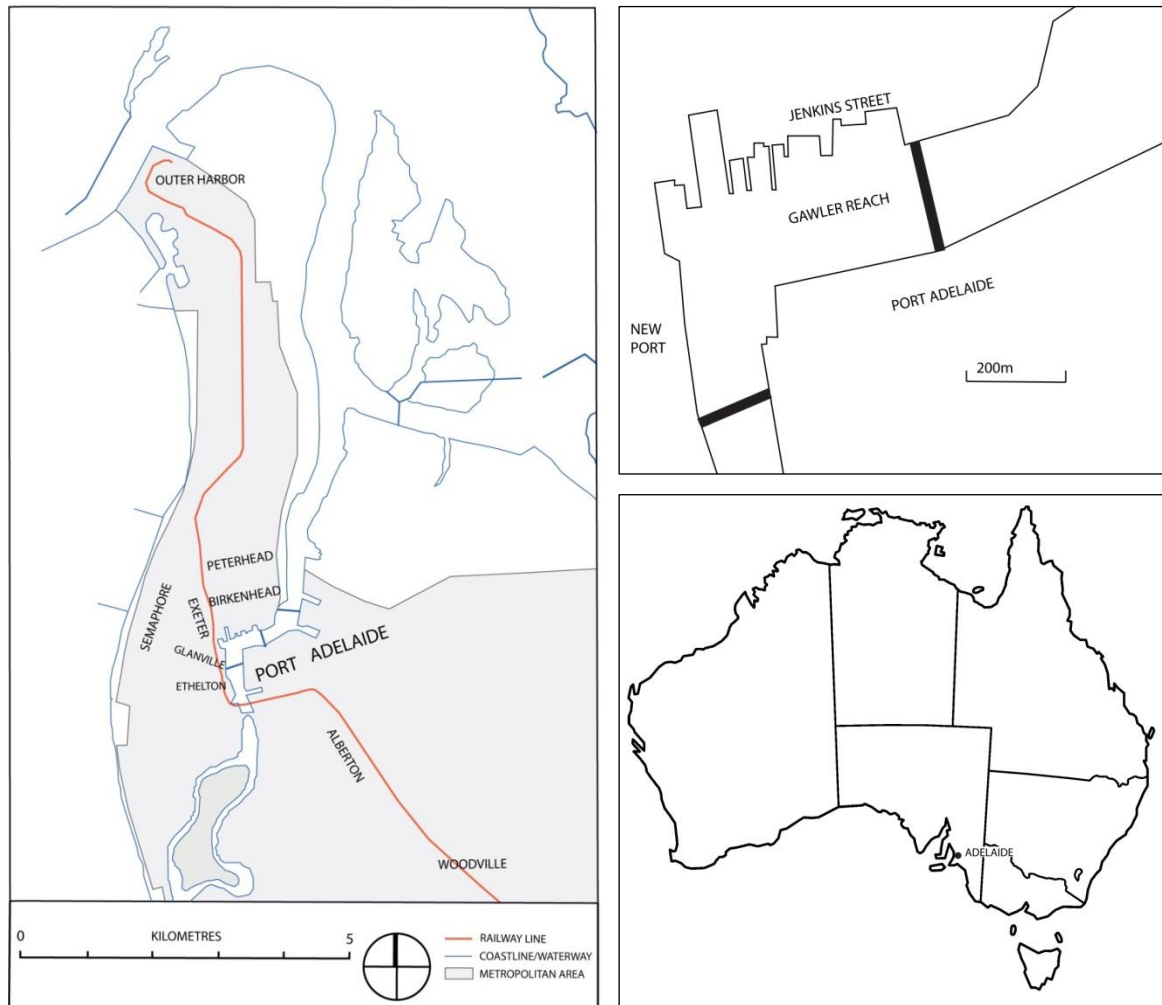 OUTER HARBOR
PETERHEAD
BIRKENHEAD
SEMAPHORE
EXETER
GLANVILLE
ETHELTON
PORT ADELAIDE
ALBERTON
WOODVILLE
0 KILOMETRES 5
RAILWAY LINE
COASTLINE/WATERWAY
METROPOLITAN AREA
JENKINS STREET
GAWLER REACH
PORT ADELAIDE
NEW
PORT
200m
ADELAIDE